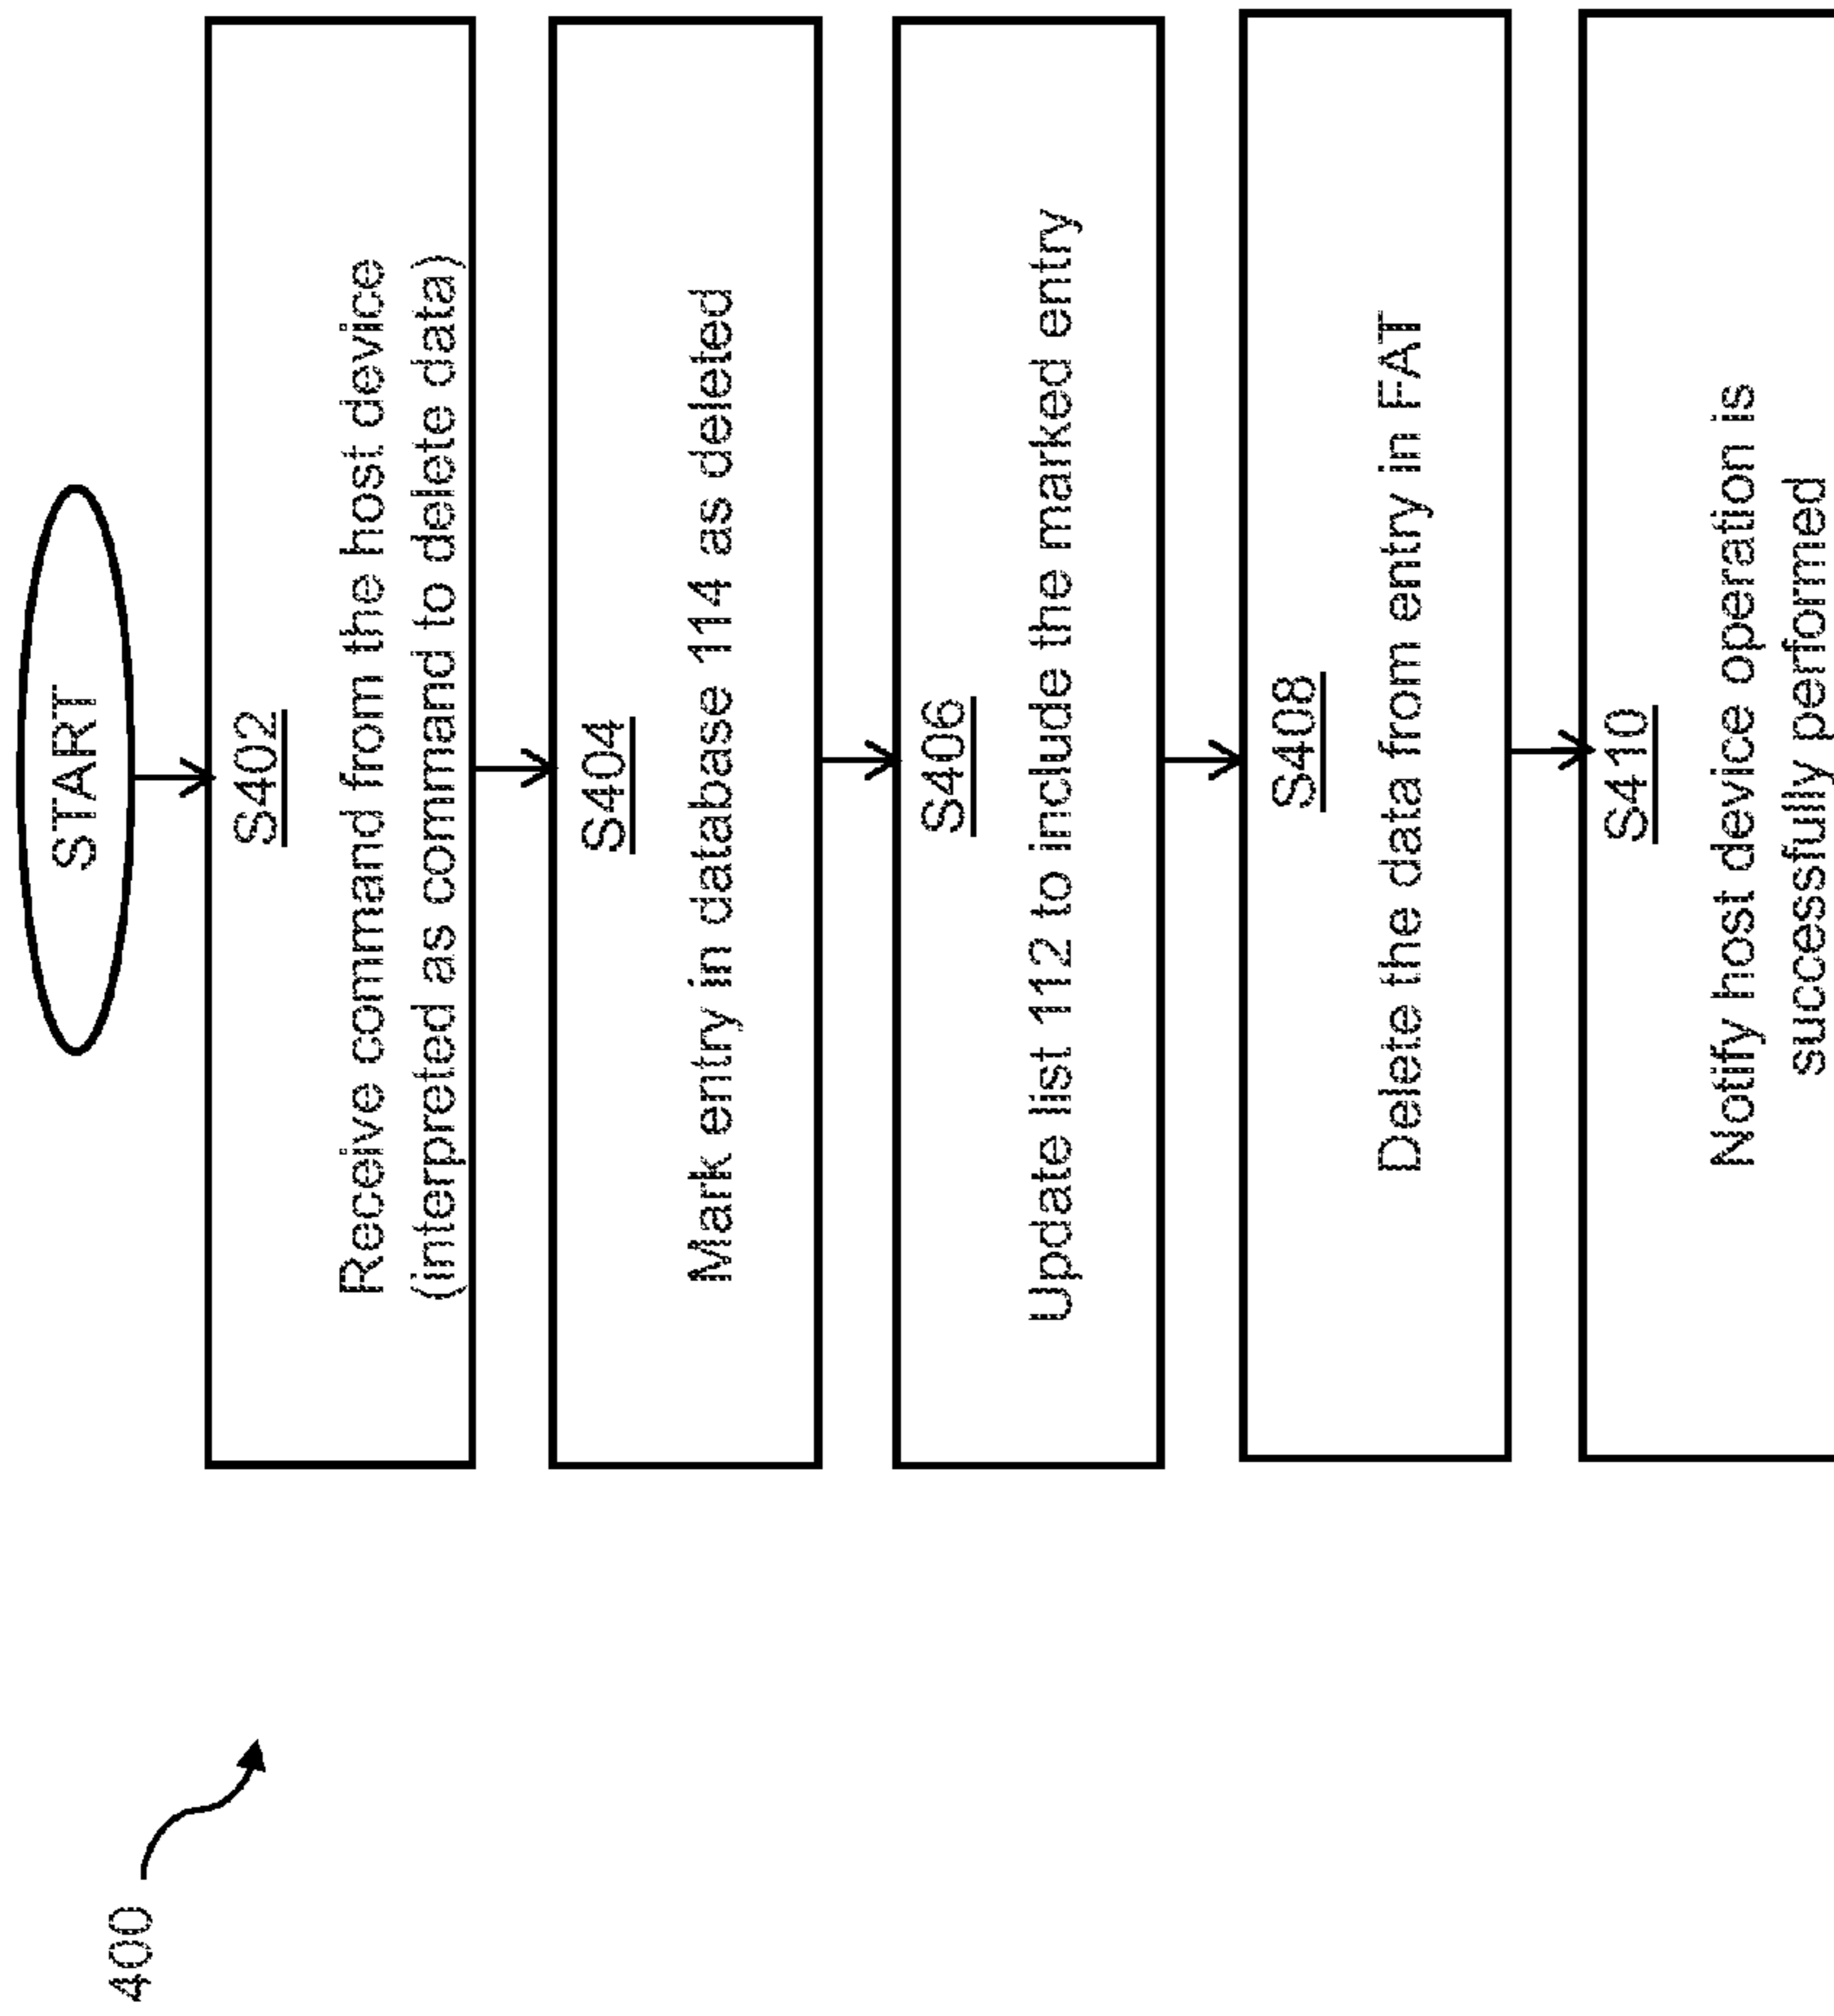 400
START
S402
Receive command from the host device
(interpreted as command to delete data)
S404
Mark entry in database 114 as deleted
S406
Update list 112 to include the marked entry
S408
Delete the data from entry in FAT
S410
Notify host device operation is
successfully performed